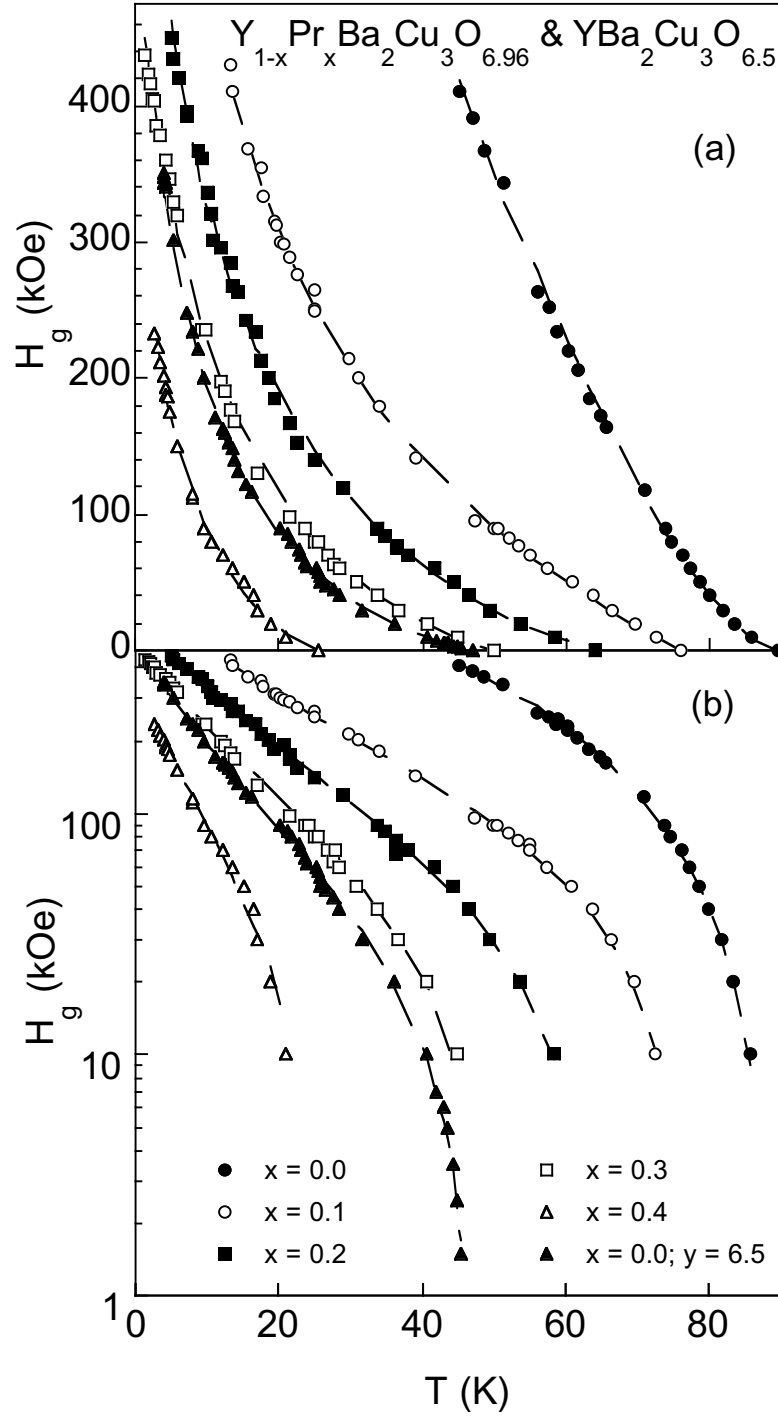 Y1-xPrxBa2Cu3O6.96 & YBa2Cu3O6.5
(a)
400
300
200
100
0
Hg (kOe)
(b)
100
10
1
Hg (kOe)
x = 0.0
x = 0.1
x = 0.2
x = 0.3
x = 0.4
x = 0.0; y = 6.5
0 20 40 60 80
T (K)